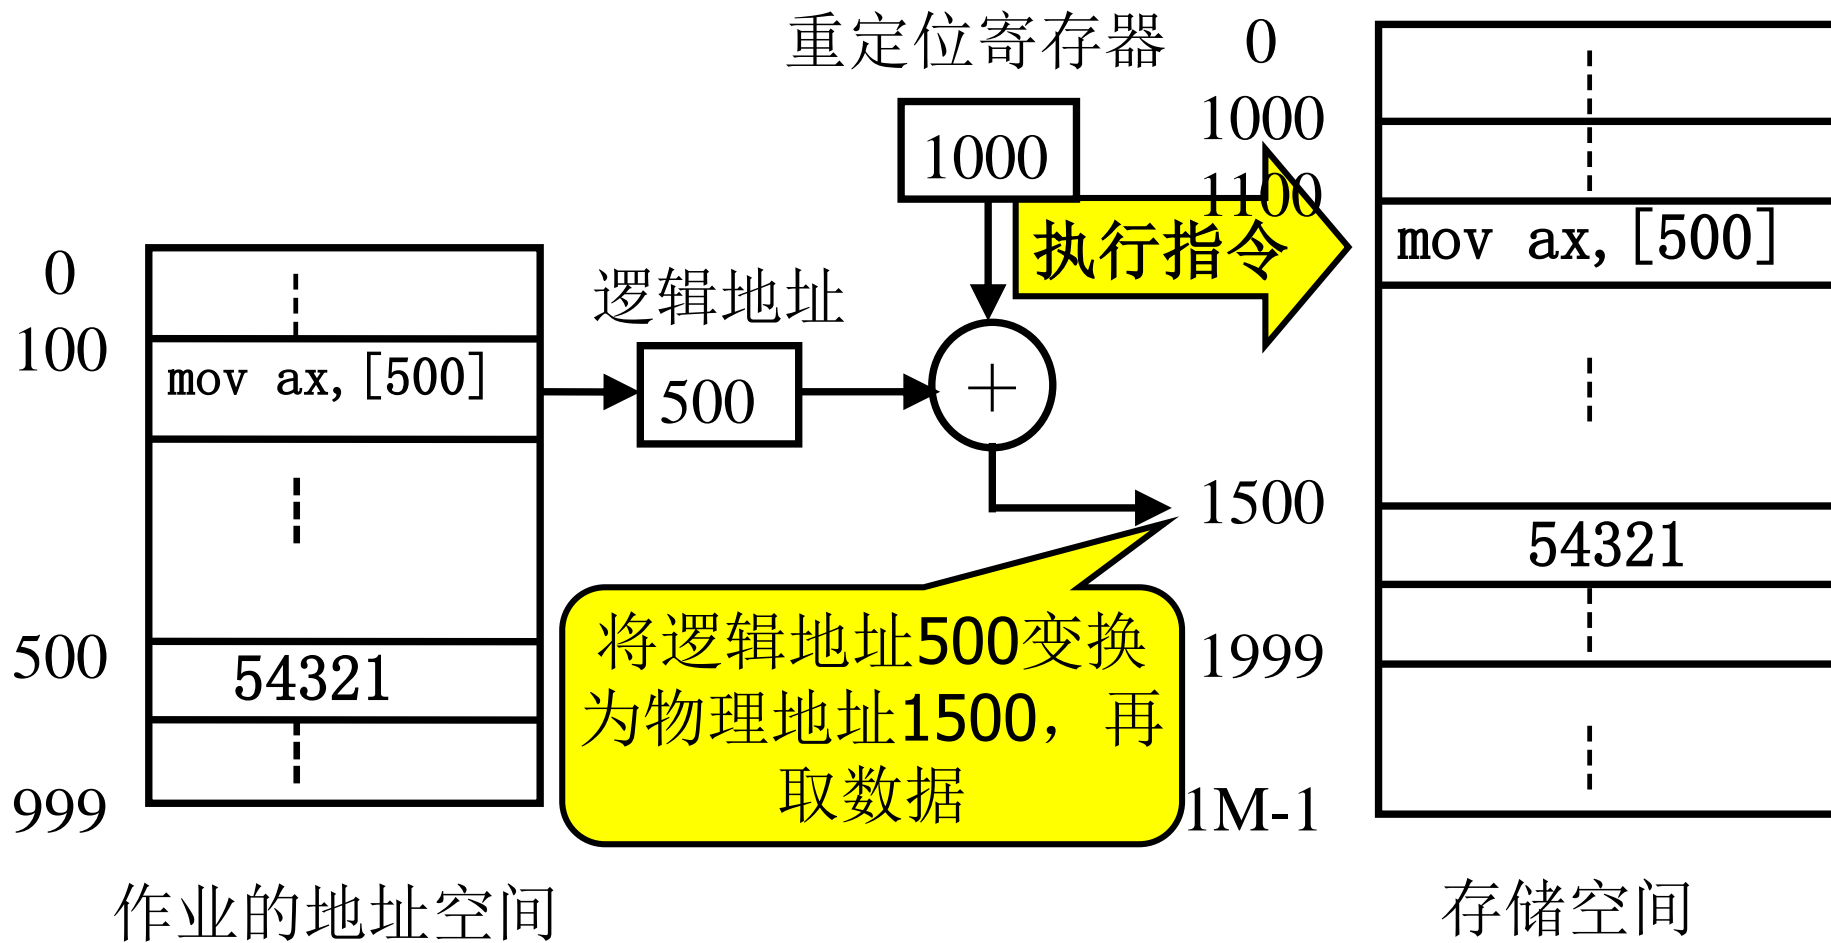 重定位寄存器
0
1000
1000
1100
执行指令
mov ax,[500]
0
逻辑地址
100
mov ax,[500]
500
+
1500
54321
将逻辑地址500变换
为物理地址1500，再
取数据
500
54321
1999
999
1M-1
作业的地址空间
存储空间